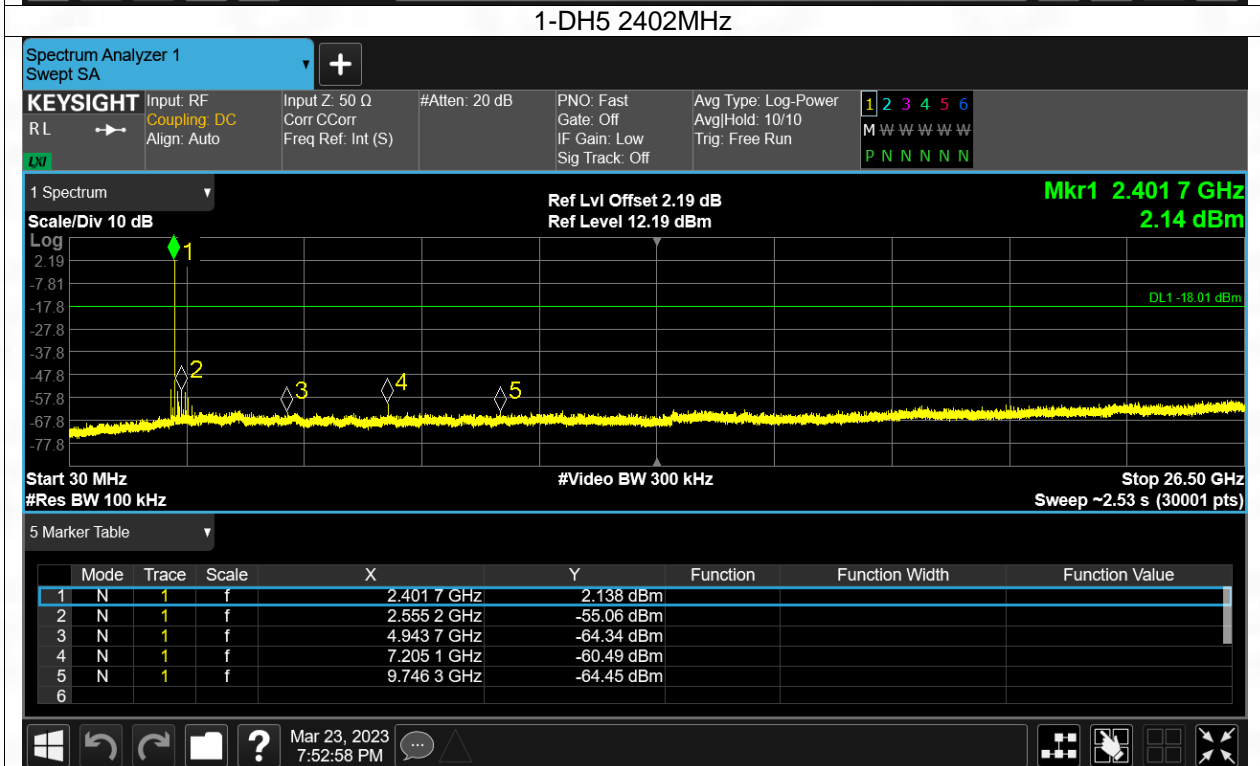 1-DH5 2402MHz
Spectrum Analyzer 1
Swept SA
KEYSIGHT
RL
LXI
Input: RF
Coupling: DC
Align: Auto
Input Z: 50 Ω
Corr CCorr
Freq Ref: Int (S)
#Atten: 20 dB
PNO: Fast
Gate: Off
IF Gain: Low
Sig Track: Off
Avg Type: Log-Power
Avg|Hold: 10/10
Trig: Free Run
1 2 3 4 5 6
M W W W W W
P N N N N N
1 Spectrum
Scale/Div 10 dB
Ref Lvl Offset 2.19 dB
Ref Level 12.19 dBm
Mkr1 2.401 7 GHz
2.14 dBm
Log
2.19
-7.81
-17.8
-27.8
-37.8
-47.8
-57.8
-67.8
-77.8
1
2
3
4
5
DL1 -18.01 dBm
Start 30 MHz
#Video BW 300 kHz
Stop 26.50 GHz
#Res BW 100 kHz
Sweep ~2.53 s (30001 pts)
5 Marker Table
Mode Trace Scale X Y Function Function Width Function Value
1 N 1 f 2.401 7 GHz 2.138 dBm
2 N 1 f 2.555 2 GHz -55.06 dBm
3 N 1 f 4.943 7 GHz -64.34 dBm
4 N 1 f 7.205 1 GHz -60.49 dBm
5 N 1 f 9.746 3 GHz -64.45 dBm
6
?
Mar 23, 2023
7:52:58 PM